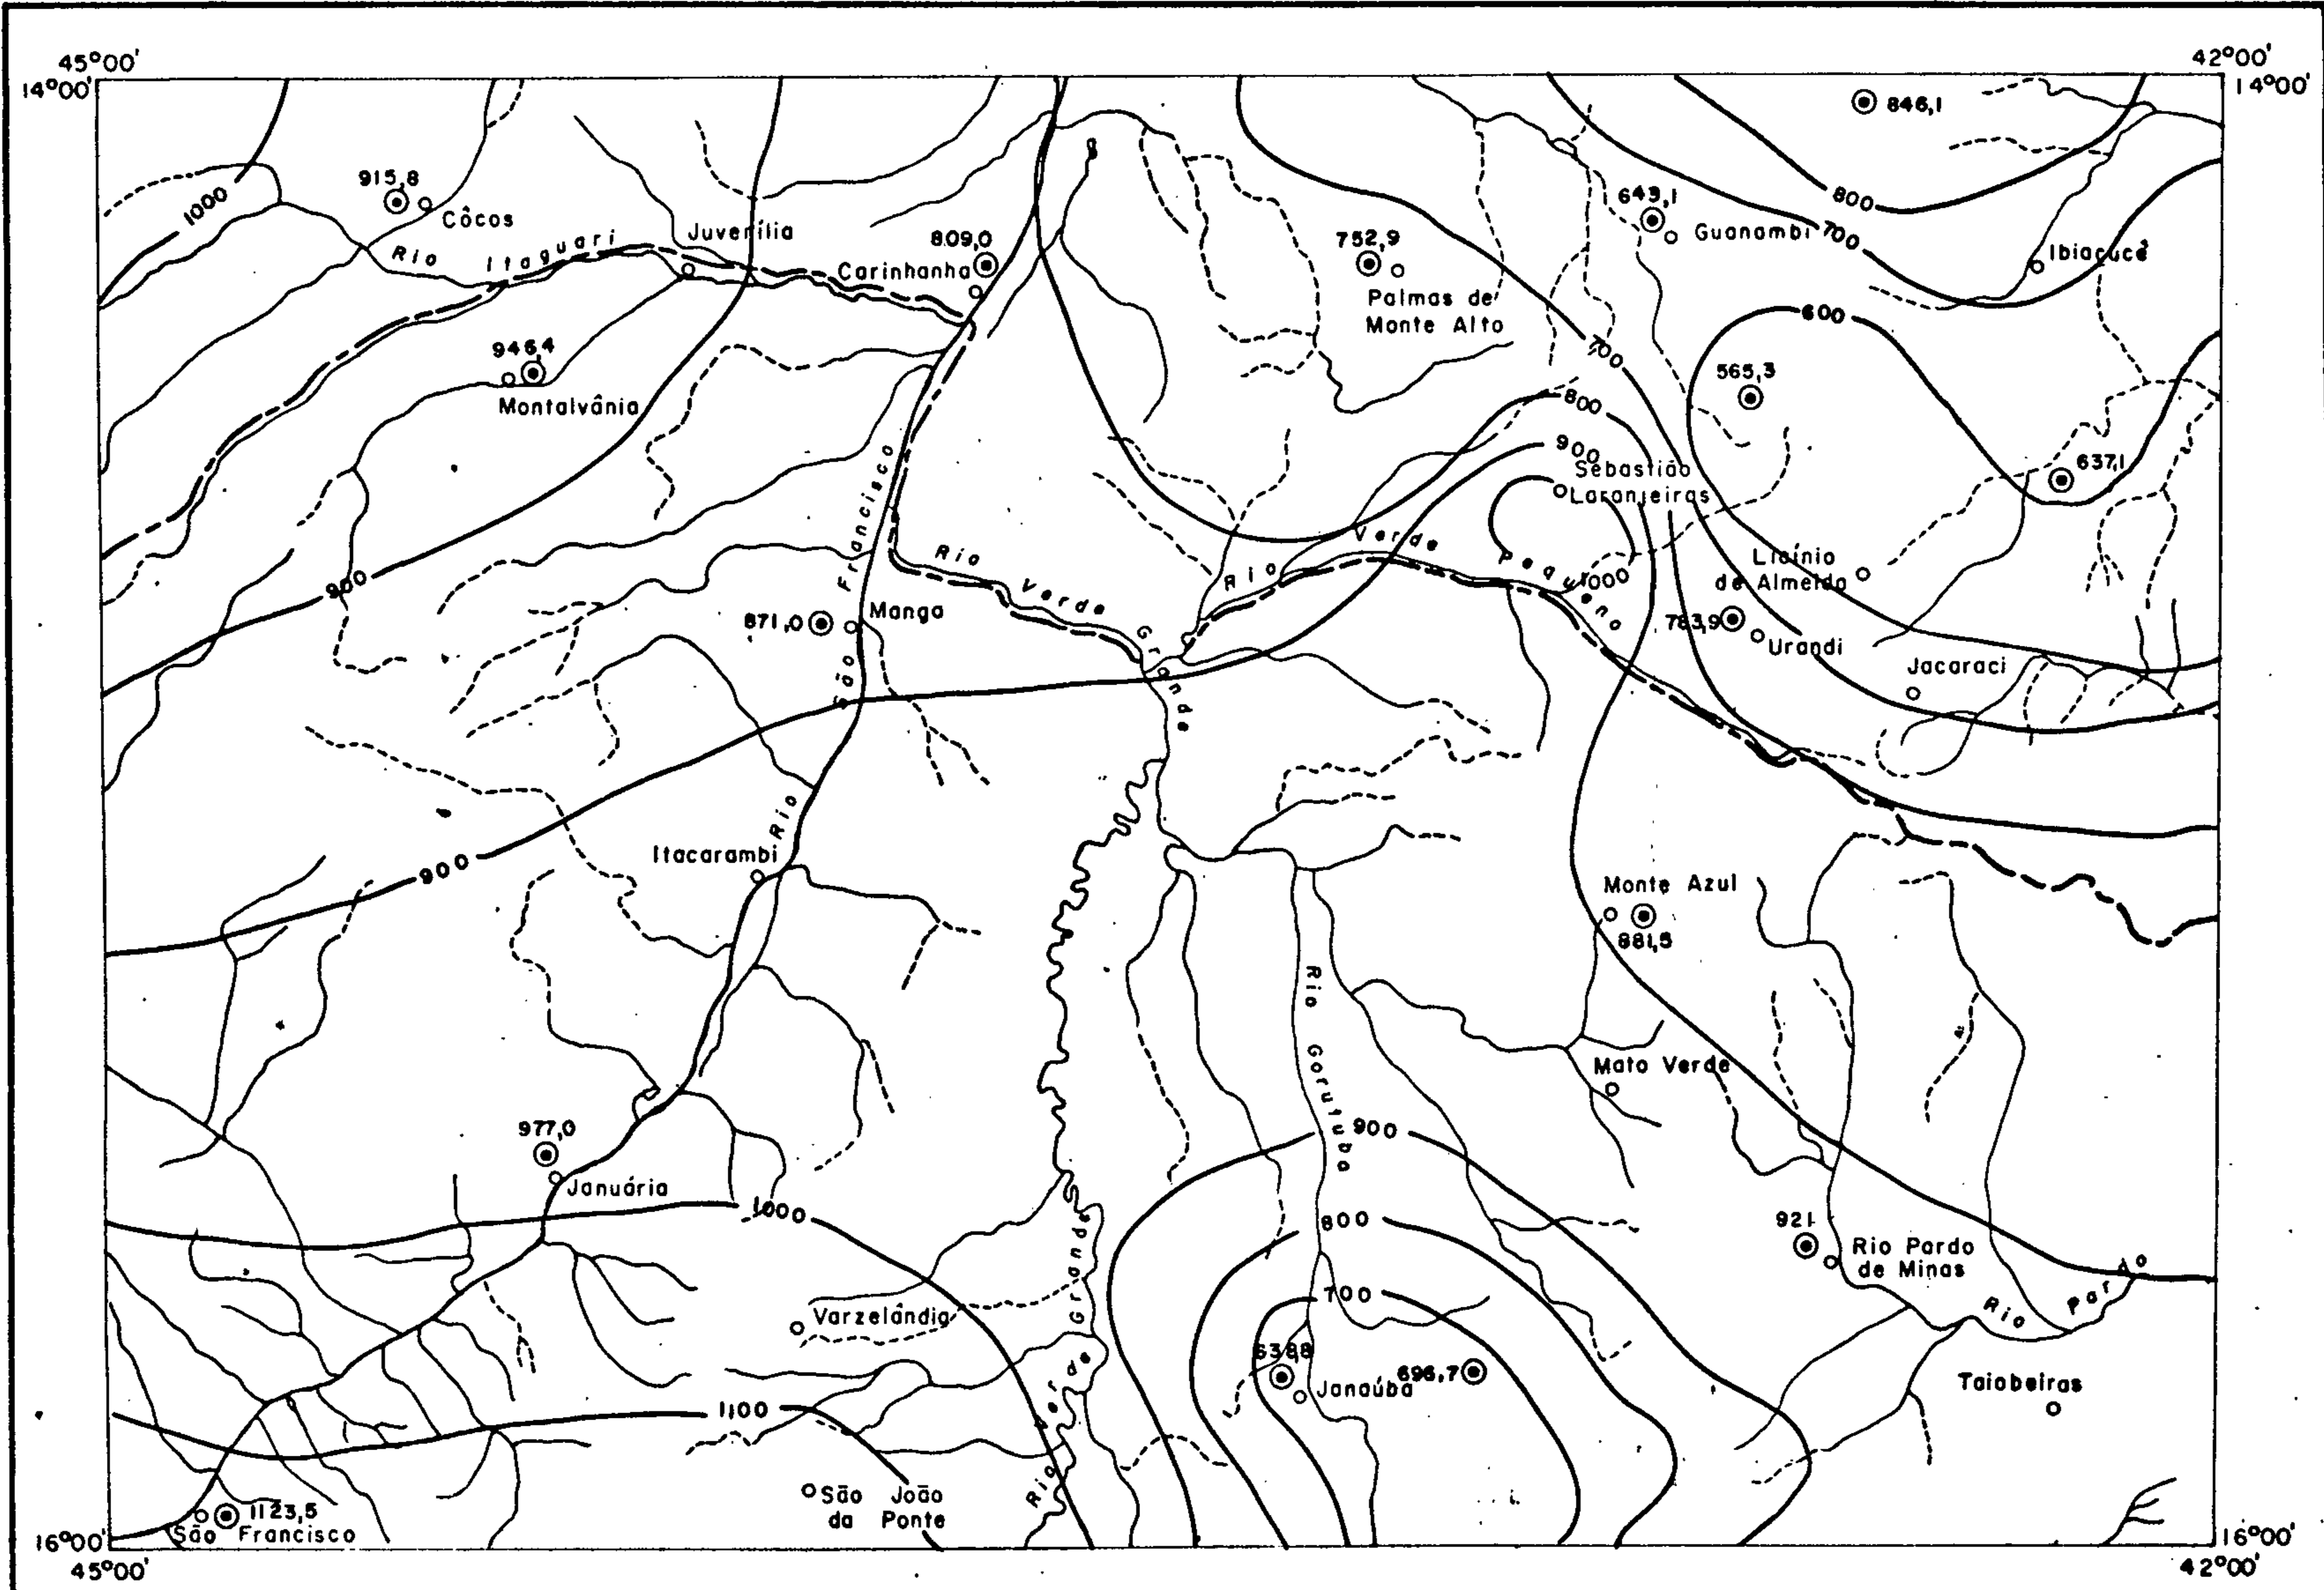 45°00'
42°00'
14°00'
14°00'
846,1
915,8
1000
Côcos
800
643,1
Guanambi
700
Juvenília
809,0
Carinhanha
752,9
Palmas de
Monte Alto
Ibiaçucê
Rio Itaguari
600
946,4
Montalvânia
700
565,3
800
900
Sebastião
Laranjeiras
637,1
Rio São Francisco
Rio Verde Grande
Rio Verde Pequeno
1000
Licínio
de Almeida
900
871,0
Manga
783,9
Urandi
Jacaraci
Itacarambi
900
Monte Azul
881,5
Rio Gorutuba
Mato Verde
977,0
Januária
900
1000
800
921
Rio Pardo
de Minas
Rio Pardo
Varzelândia
700
Rio Verde Grande
638,8
Janaúba
696,7
Taiobeiras
1100
São João
da Ponte
1123,5
São Francisco
16°00'
16°00'
45°00'
42°00'